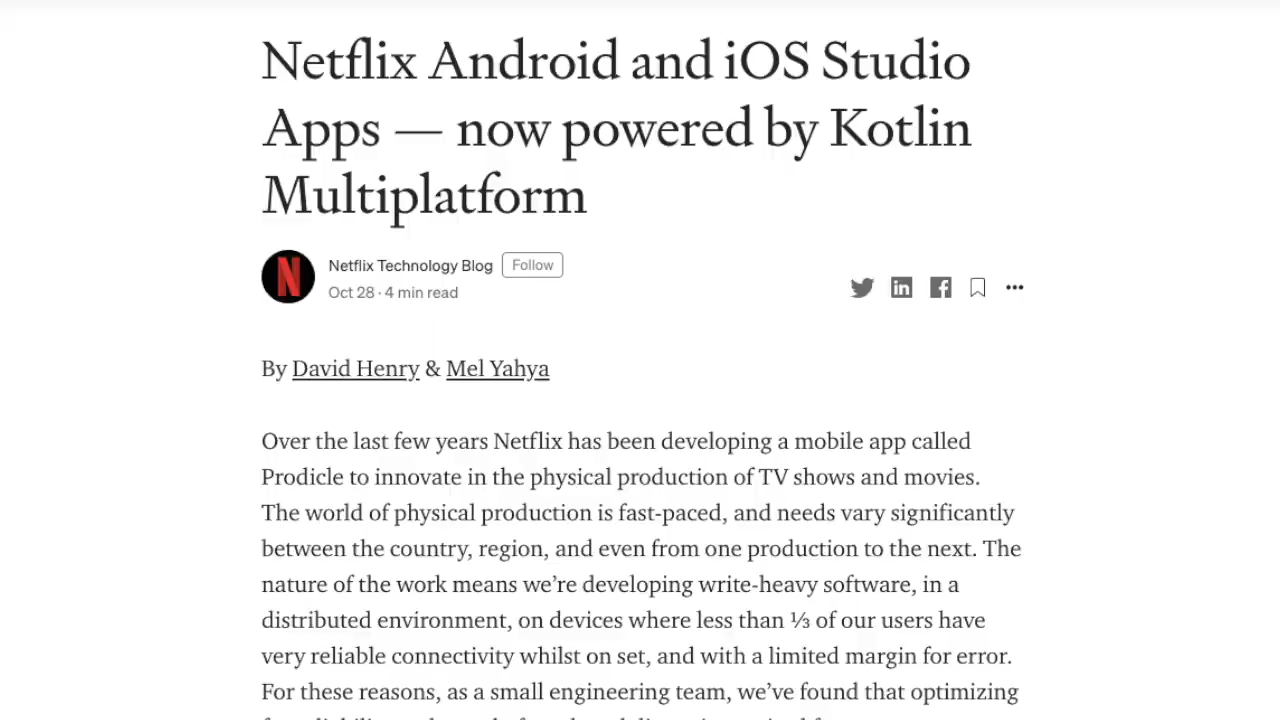 Netflix Android and iOS Studio
Apps — now powered by Kotlin
Multiplatform
N
Netflix Technology Blog Follow
Oct 28 · 4 min read
By David Henry & Mel Yahya
Over the last few years Netflix has been developing a mobile app called
Prodicle to innovate in the physical production of TV shows and movies.
The world of physical production is fast-paced, and needs vary significantly
between the country, region, and even from one production to the next. The
nature of the work means we’re developing write-heavy software, in a
distributed environment, on devices where less than ⅓ of our users have
very reliable connectivity whilst on set, and with a limited margin for error.
For these reasons, as a small engineering team, we’ve found that optimizing